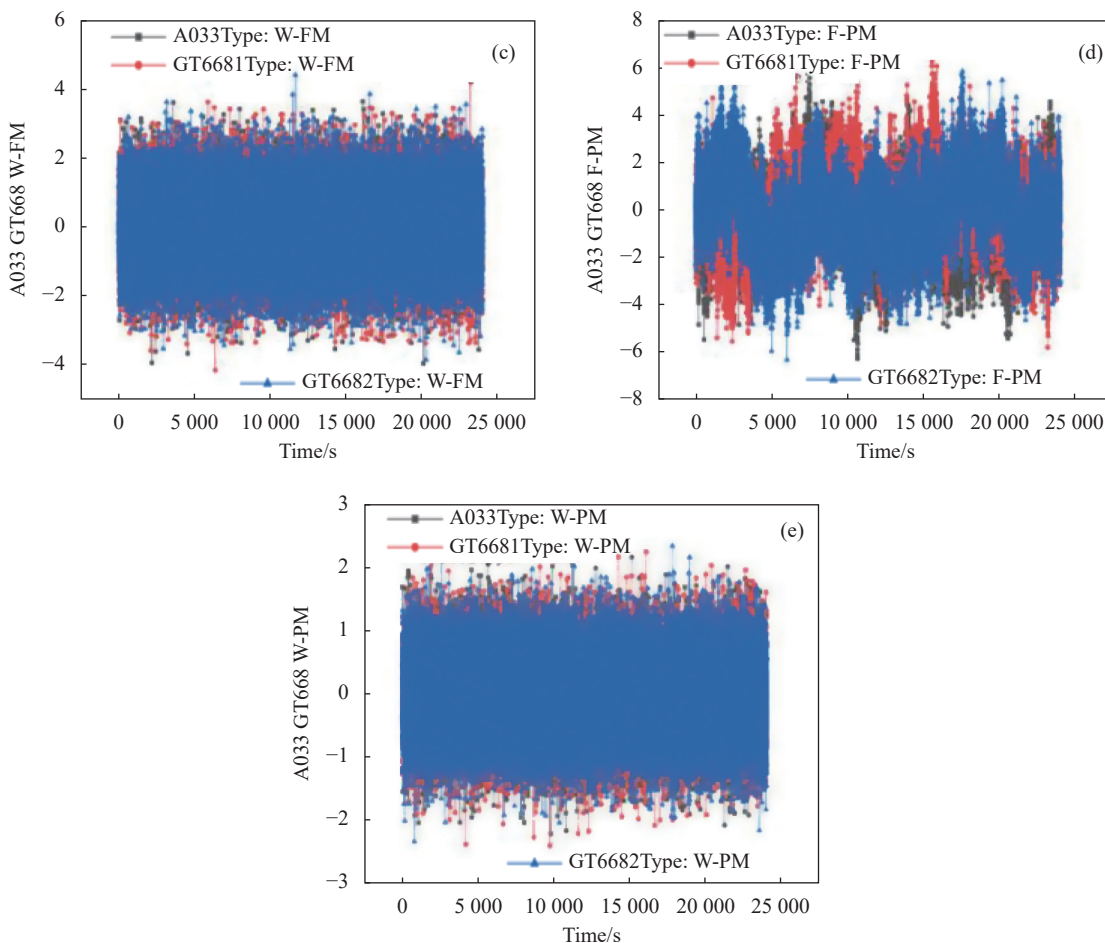 6
4
2
0
−2
−4
A033 GT668 W-FM
A033Type: W-FM
GT6681Type: W-FM
(c)
GT6682Type: W-FM
0 5 000 10 000 15 000 20 000 25 000
Time/s
8
6
4
2
0
−2
−4
−6
−8
A033 GT668 F-PM
A033Type: F-PM
GT6681Type: F-PM
(d)
GT6682Type: F-PM
0 5 000 10 000 15 000 20 000 25 000
Time/s
3
2
1
0
−1
−2
−3
A033 GT668 W-PM
A033Type: W-PM
GT6681Type: W-PM
(e)
GT6682Type: W-PM
0 5 000 10 000 15 000 20 000 25 000
Time/s